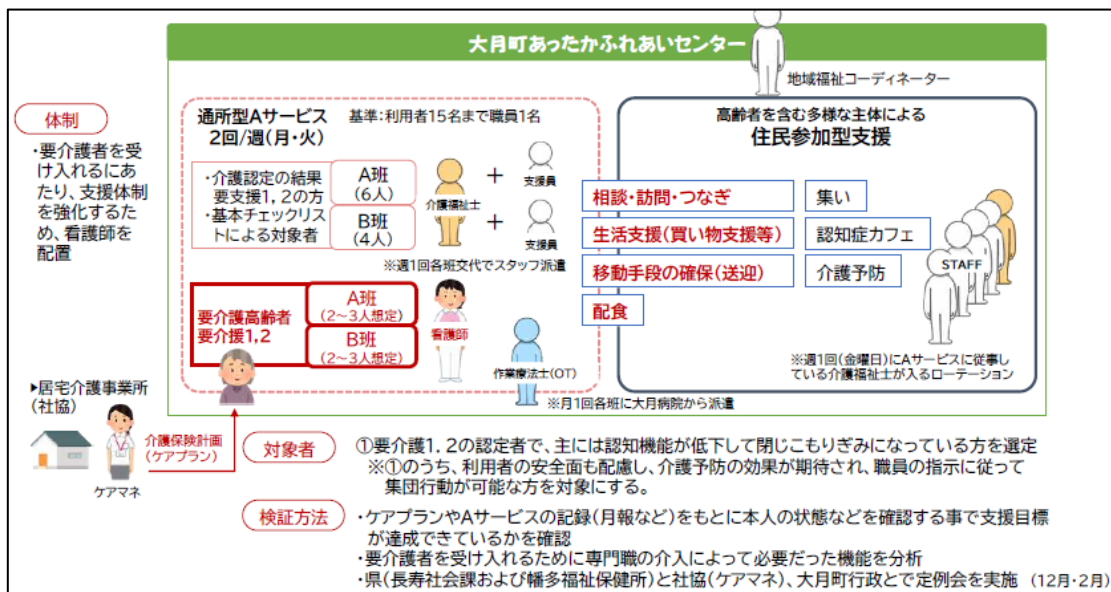 大月町あったかふれあいセンター
地域福祉コーディネーター
体制
・要介護者を受
け入れるにあ
たり、支援体制
を強化するた
め、看護師を
配置
通所型Aサービス
2回/週(月・火)
基準:利用者15名まで職員1名
・介護認定の結果
要支援1,2の方
・基本チェックリス
トによる対象者
A班
(6人)
B班
(4人)
介護福祉士
+
支援員
+
支援員
※週1回各班交代でスタッフ派遣
要介護高齢者
要介援1,2
A班
(2~3人想定)
B班
(2~3人想定)
看護師
作業療法士(OT)
※月1回各班に大月病院から派遣
高齢者を含む多様な主体による
住民参加型支援
相談・訪問・つなぎ
集い
生活支援(買い物支援等)
認知症カフェ
移動手段の確保(送迎)
介護予防
配食
STAFF
※週1回(金曜日)にAサービスに従事し
ている介護福祉士が入るローテーション
▶居宅介護事業所
(社協)
ケアマネ
介護保険計画
(ケアプラン)
対象者
①要介護1.2の認定者で、主には認知機能が低下して閉じこもりぎみになっている方を選定
※①のうち、利用者の安全面も配慮し、介護予防の効果が期待され、職員の指示に従って
集団行動が可能な方を対象にする。
検証方法
・ケアプランやAサービスの記録(月報など)をもとに本人の状態などを確認する事で支援目標
が達成できているかを確認
・要介護者を受け入れるために専門職の介入によって必要だった機能を分析
・県(長寿社会課および幡多福祉保健所)と社協(ケアマネ)、大月町行政とで定例会を実施 (12月・2月)